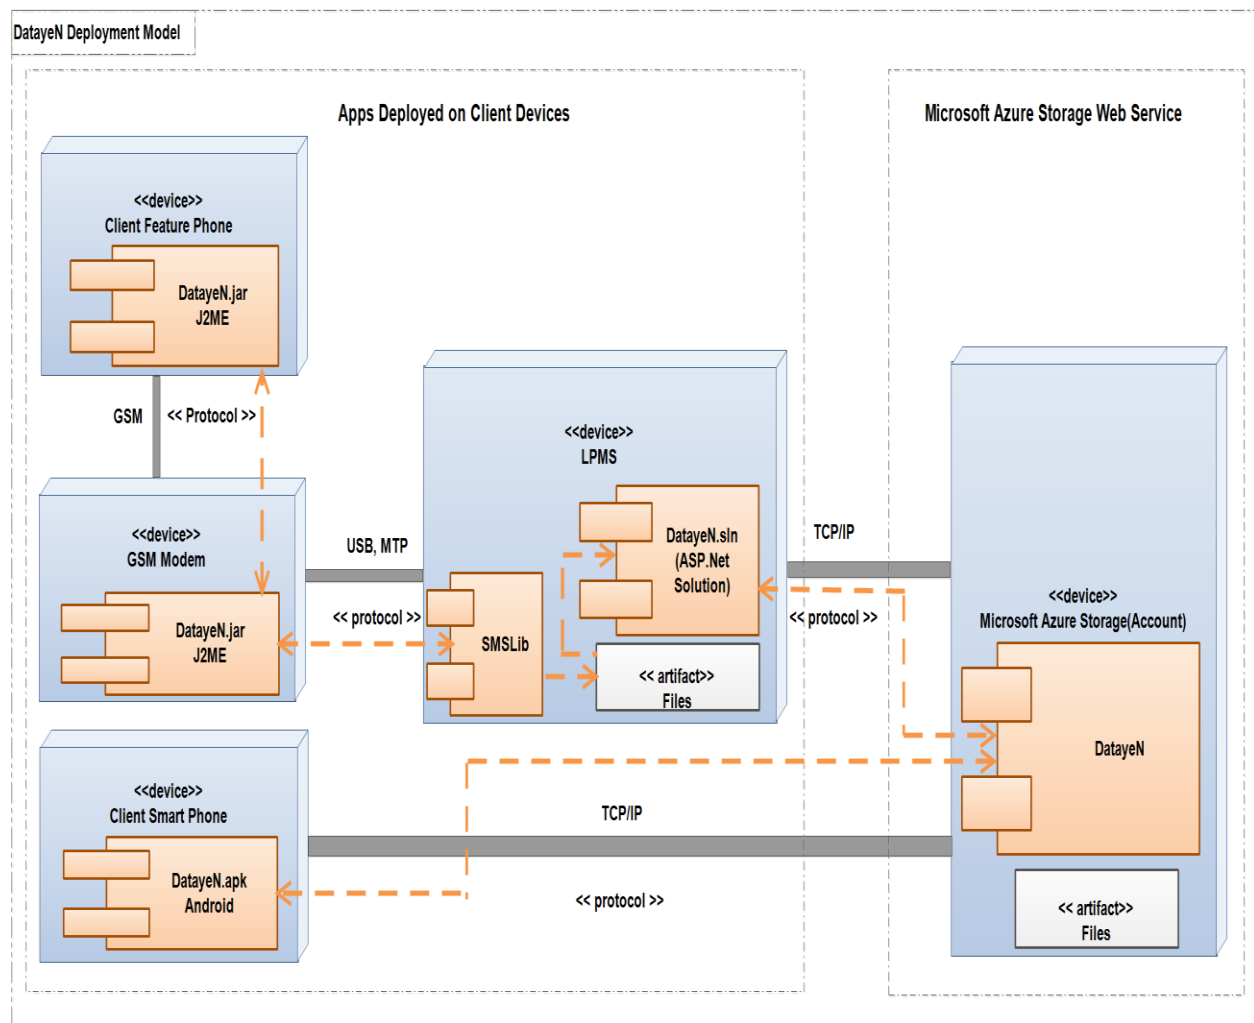 DatayeN Deployment Model
Apps Deployed on Client Devices
Microsoft Azure Storage Web Service
<<device>>
Client Feature Phone
DatayeN.jar
J2ME
GSM
<< Protocol >>
<<device>>
GSM Modem
DatayeN.jar
J2ME
USB, MTP
<< protocol >>
<<device>>
LPMS
DatayeN.sln
(ASP.Net
Solution)
SMSLib
<< artifact>>
Files
TCP/IP
<< protocol >>
<<device>>
Microsoft Azure Storage(Account)
DatayeN
<< artifact>>
Files
<<device>>
Client Smart Phone
DatayeN.apk
Android
TCP/IP
<< protocol >>